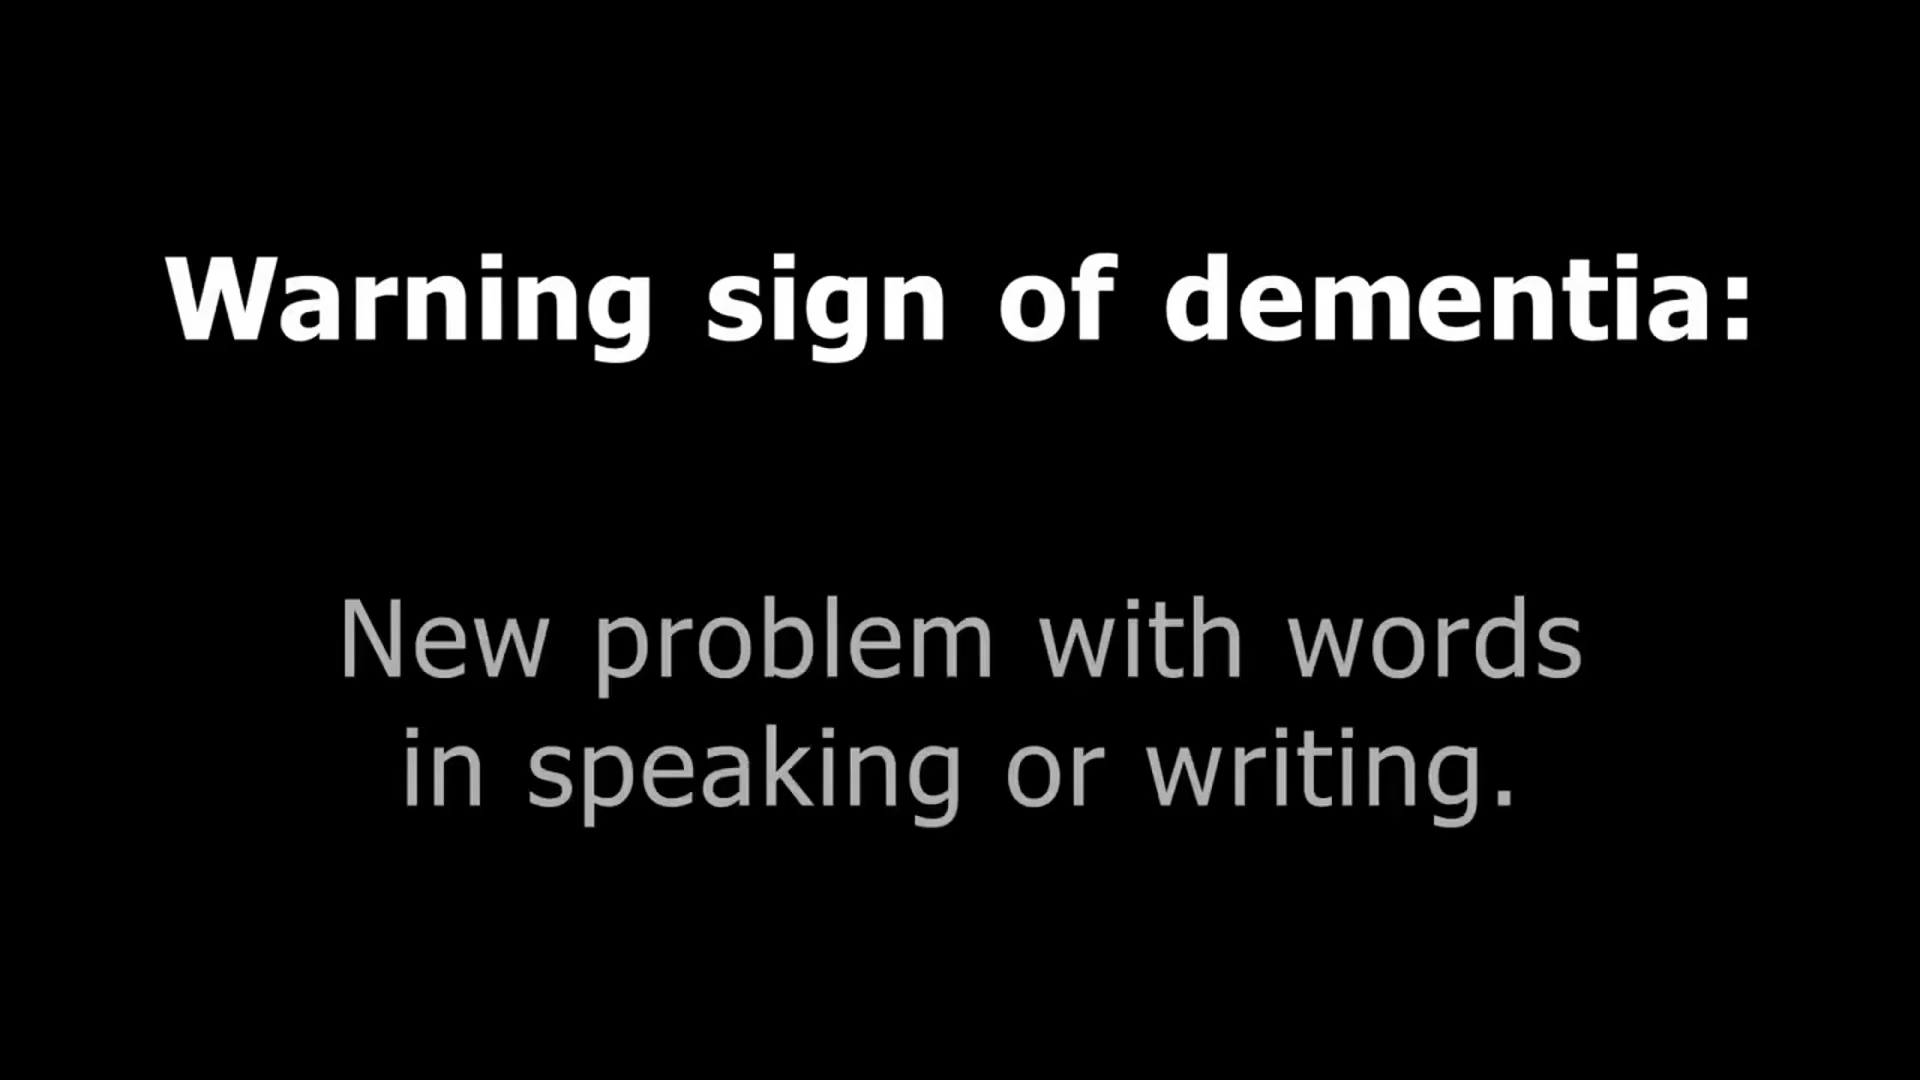 Warning sign of dementia:
New problem with words
in speaking or writing.